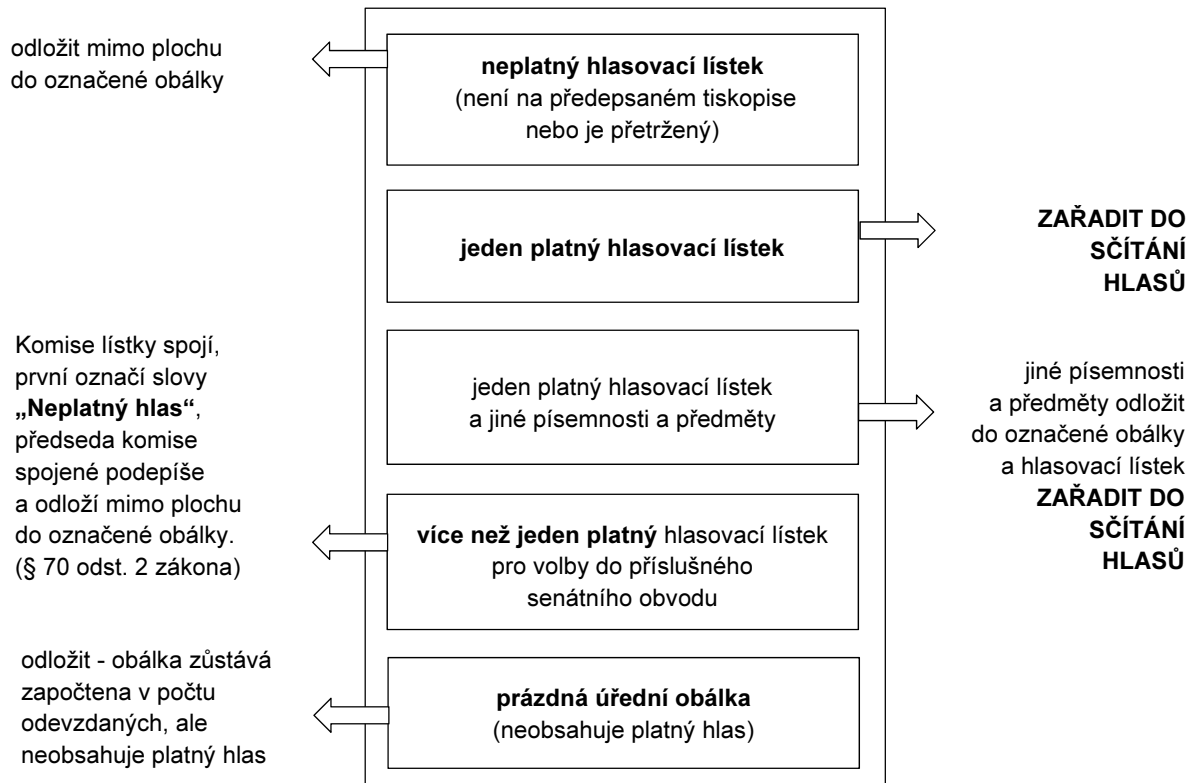 odložit mimo plochu
do označené obálky
neplatný hlasovací lístek
(není na předepsaném tiskopise
nebo je přetržený)
jeden platný hlasovací lístek
ZAŘADIT DO
SČÍTÁNÍ
HLASŮ
jeden platný hlasovací lístek
a jiné písemnosti a předměty
jiné písemnosti
a předměty odložit
do označené obálky
a hlasovací lístek
ZAŘADIT DO
SČÍTÁNÍ
HLASŮ
Komise lístky spojí,
první označí slovy
„Neplatný hlas“,
předseda komise
spojené podepíše
a odloží mimo plochu
do označené obálky.
(§ 70 odst. 2 zákona)
více než jeden platný hlasovací lístek
pro volby do příslušného
senátního obvodu
odložit - obálka zůstává
započtena v počtu
odevzdaných, ale
neobsahuje platný hlas
prázdná úřední obálka
(neobsahuje platný hlas)